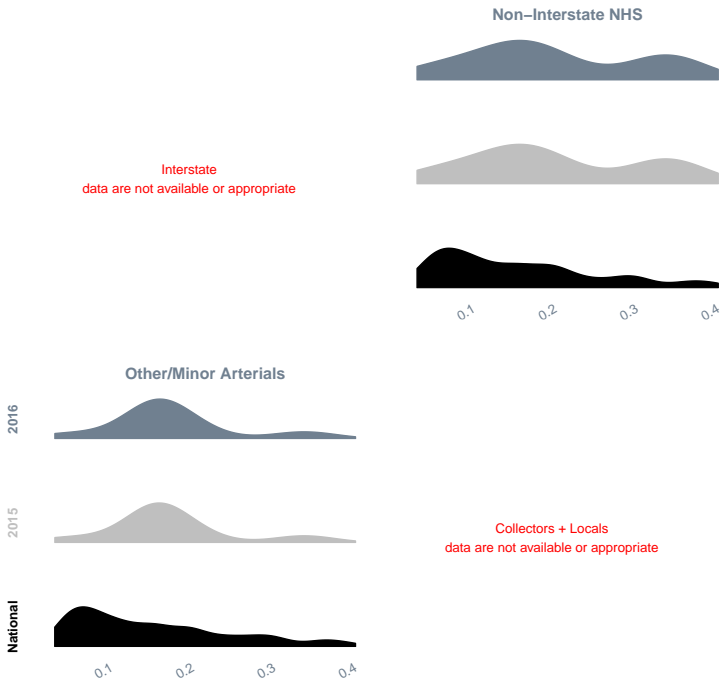 Non−Interstate NHS
Interstate
data are not available or appropriate
0.1
0.2
0.3
0.4
Other/Minor Arterials
2016
2015
National
Collectors + Locals
data are not available or appropriate
0.1
0.2
0.3
0.4